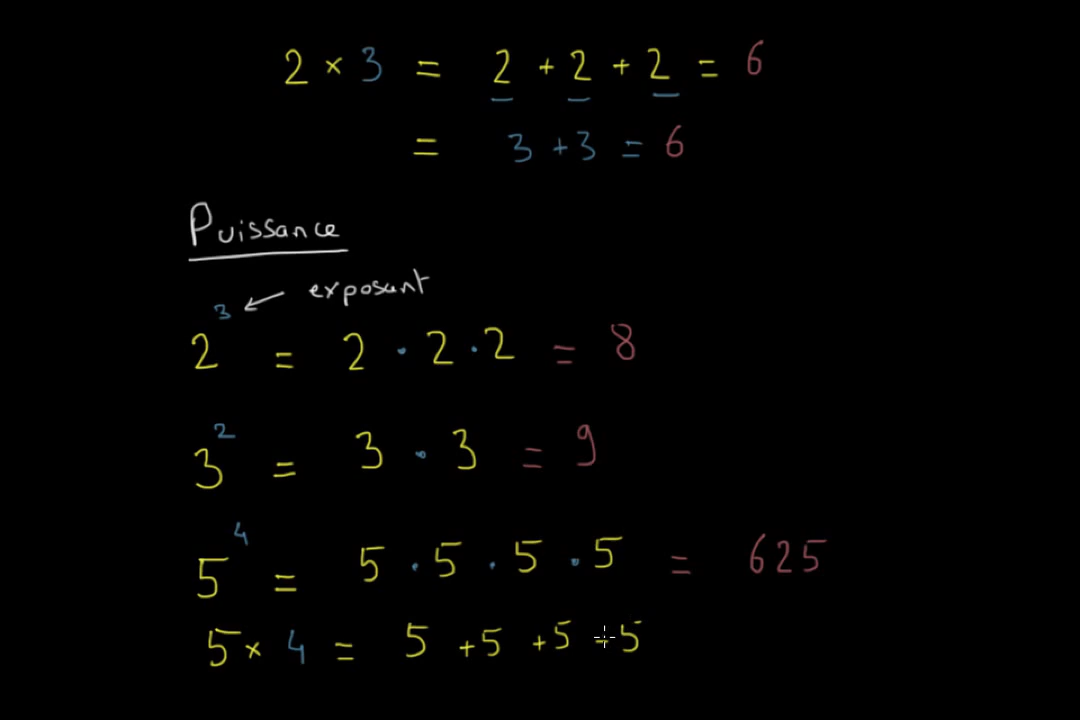 2 × 3 = 2 + 2 + 2 = 6
= 3 + 3 = 6
Puissance
exposant
2³ = 2 · 2 · 2 = 8
3² = 3 · 3 = 9
5⁴ = 5 · 5 · 5 · 5 = 625
5 × 4 = 5 + 5 + 5 + 5